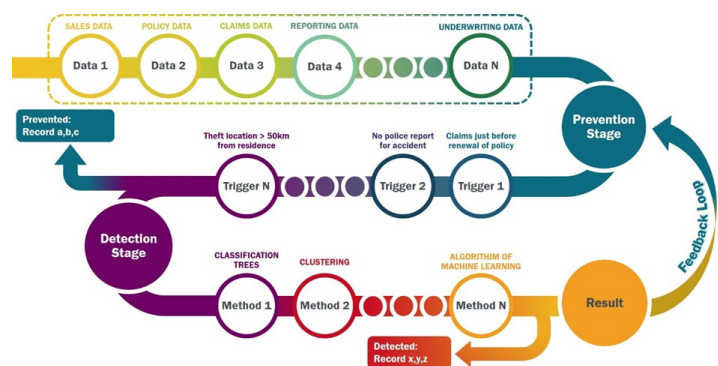 SALES DATA
POLICY DATA
CLAIMS DATA
REPORTING DATA
UNDERWRITING DATA
Data 1
Data 2
Data 3
Data 4
Data N
Prevented:
Record a,b,c
Prevention
Stage
Theft location > 50km
from residence
No police report
for accident
Claims just before
renewal of policy
Trigger N
Trigger 2
Trigger 1
Detection
Stage
Feedback Loop
CLASSIFICATION
TREES
CLUSTERING
ALGORITHIM OF
MACHINE LEARNING
Method 1
Method 2
Method N
Result
Detected:
Record x,y,z